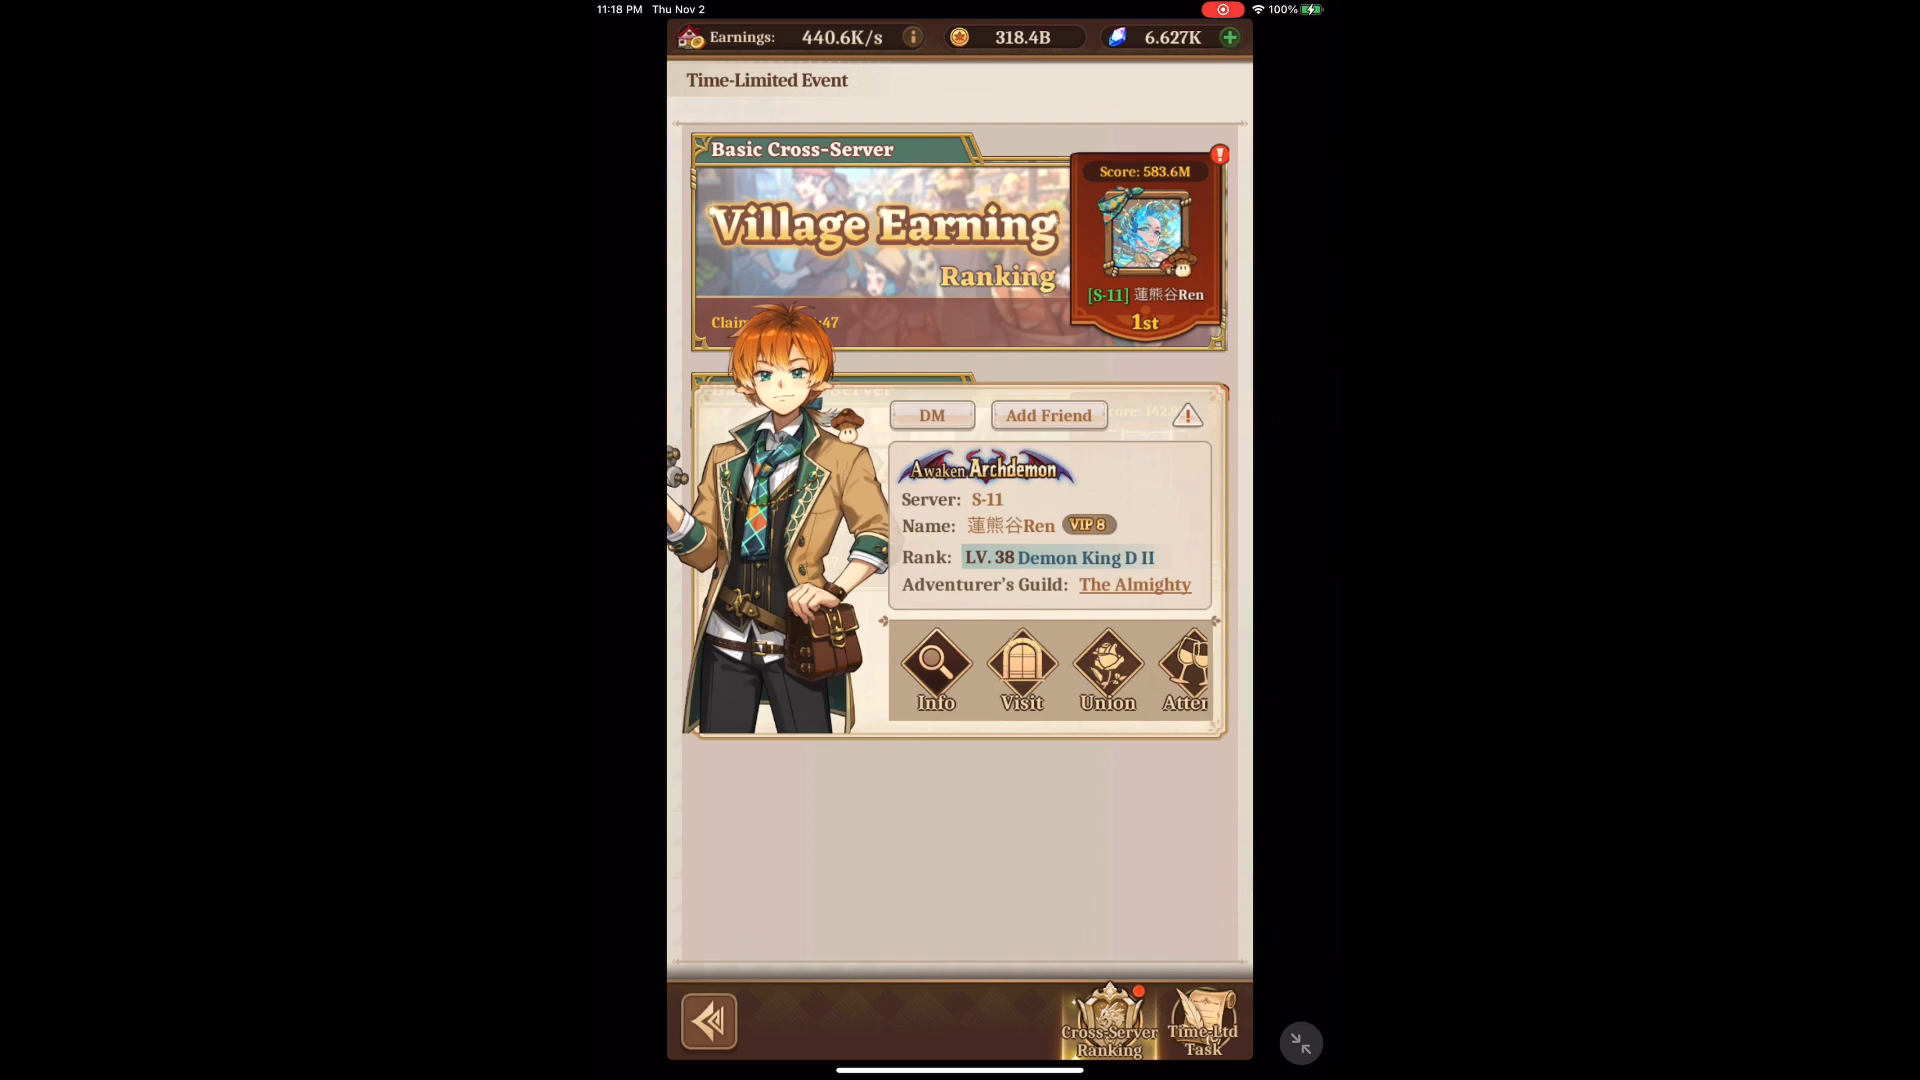 11:18 PM Thu Nov 2
100%
Earnings: 440.6K/s
318.4B
6.627K
Time-Limited Event
Basic Cross-Server
Score: 583.6M
Village Earning
Ranking
[S-11] 蓮熊谷Ren
1st
Claim
:47
DM
Add Friend
Awaken Archdemon
Server: S-11
Name: 蓮熊谷Ren VIP 8
Rank: LV. 38 Demon King D II
Adventurer's Guild: The Almighty
Info
Visit
Union
Atten
Cross-Server
Ranking
Time-Ltd
Task